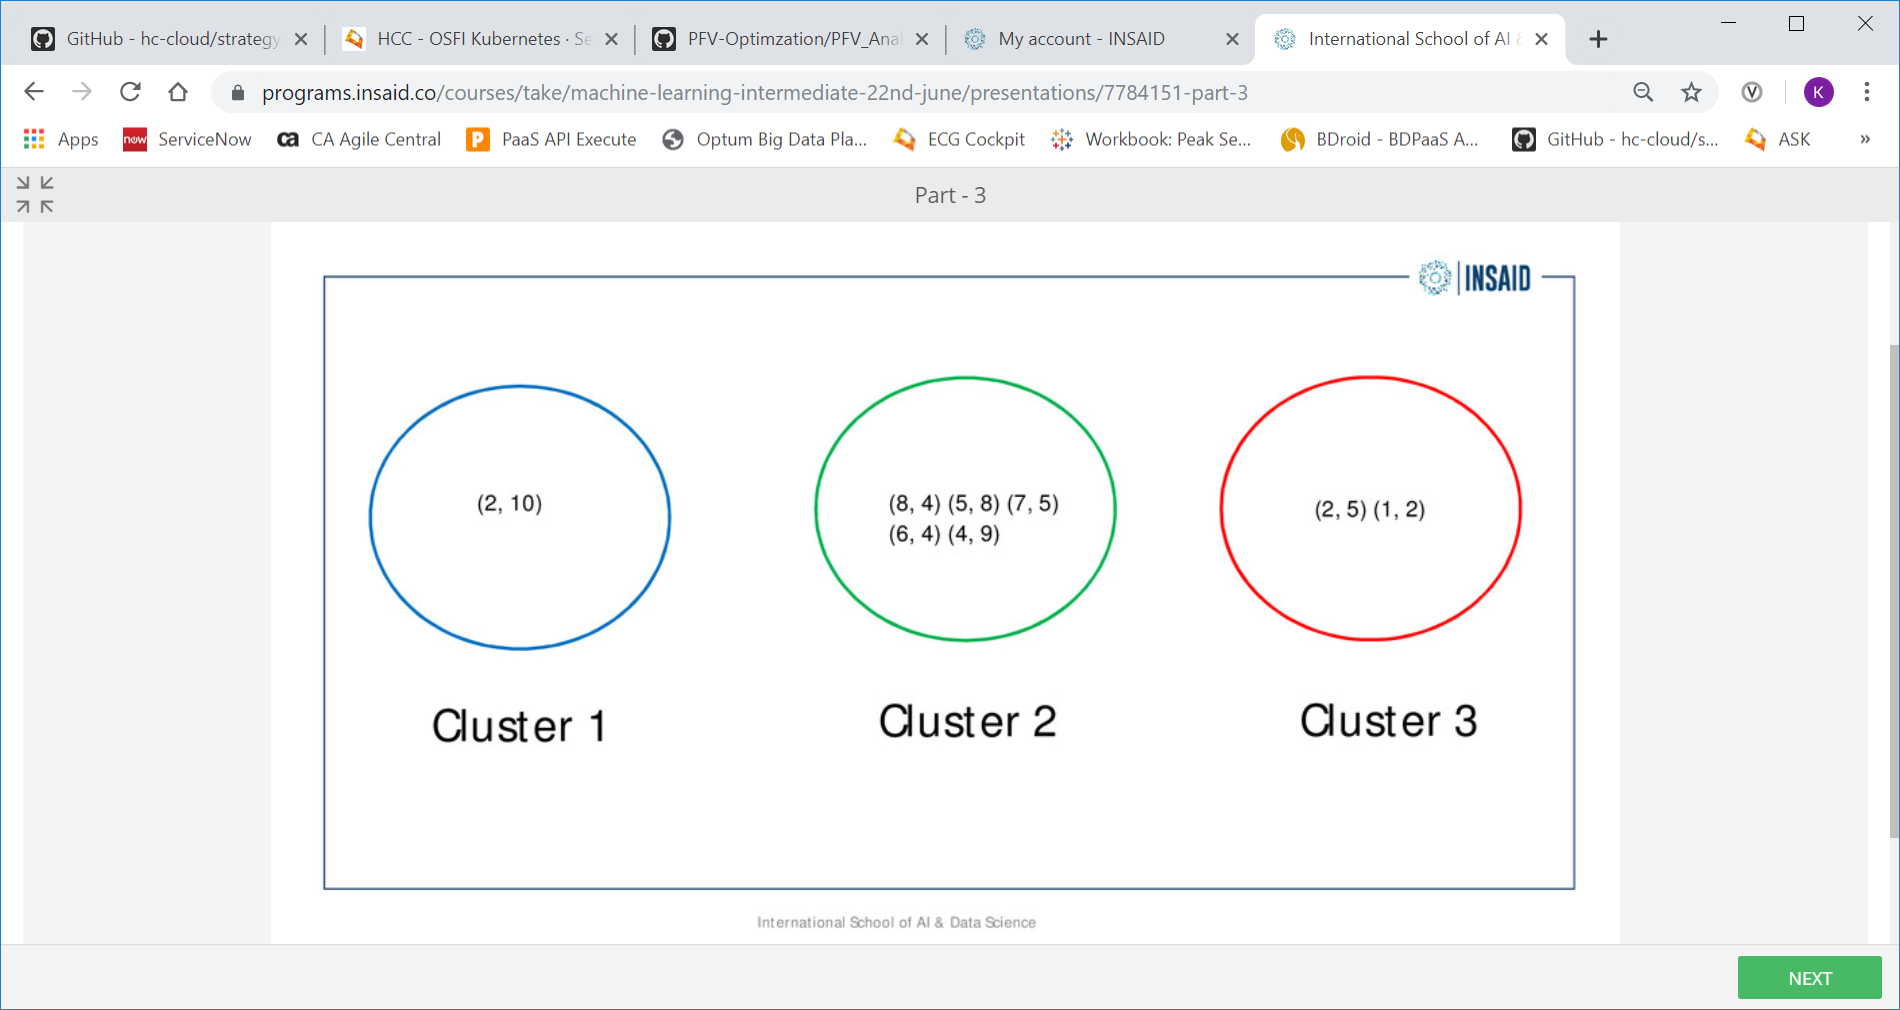 GitHub - hc-cloud/strategy
HCC - OSFI Kubernetes · Se
PFV-Optimzation/PFV_Anal
My account - INSAID
International School of AI &
programs.insaid.co/courses/take/machine-learning-intermediate-22nd-june/presentations/7784151-part-3
V
K
Apps
now
ServiceNow
ca
CA Agile Central
P
PaaS API Execute
Optum Big Data Pla...
ECG Cockpit
Workbook: Peak Se...
BDroid - BDPaaS A...
GitHub - hc-cloud/s...
ASK
»
Part - 3
INSAID
(2, 10)
(8, 4) (5, 8) (7, 5)
(6, 4) (4, 9)
(2, 5) (1, 2)
Cluster 1
Cluster 2
Cluster 3
International School of AI & Data Science
NEXT